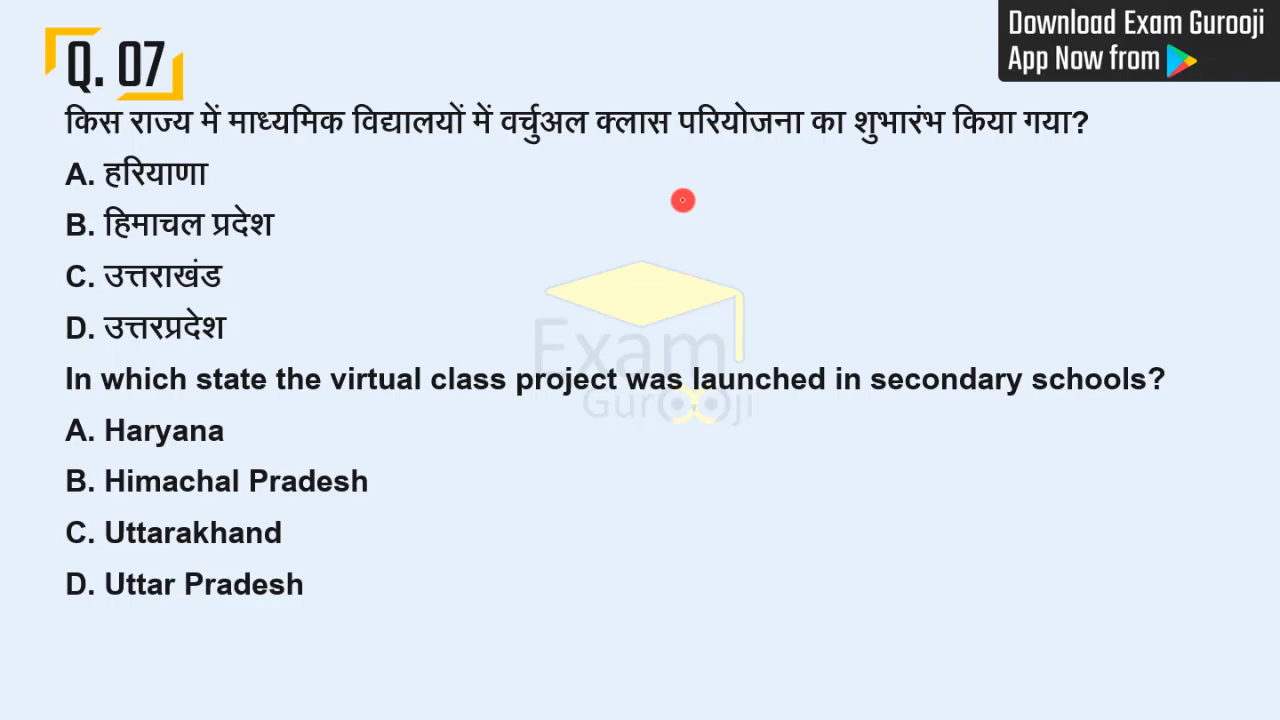 Download Exam Gurooji
App Now from
Q. 07
किस राज्य में माध्यमिक विद्यालयों में वर्चुअल क्लास परियोजना का शुभारंभ किया गया?
A. हरियाणा
B. हिमाचल प्रदेश
C. उत्तराखंड
D. उत्तरप्रदेश
In which state the virtual class project was launched in secondary schools?
A. Haryana
B. Himachal Pradesh
C. Uttarakhand
D. Uttar Pradesh
Exam
Gurooji